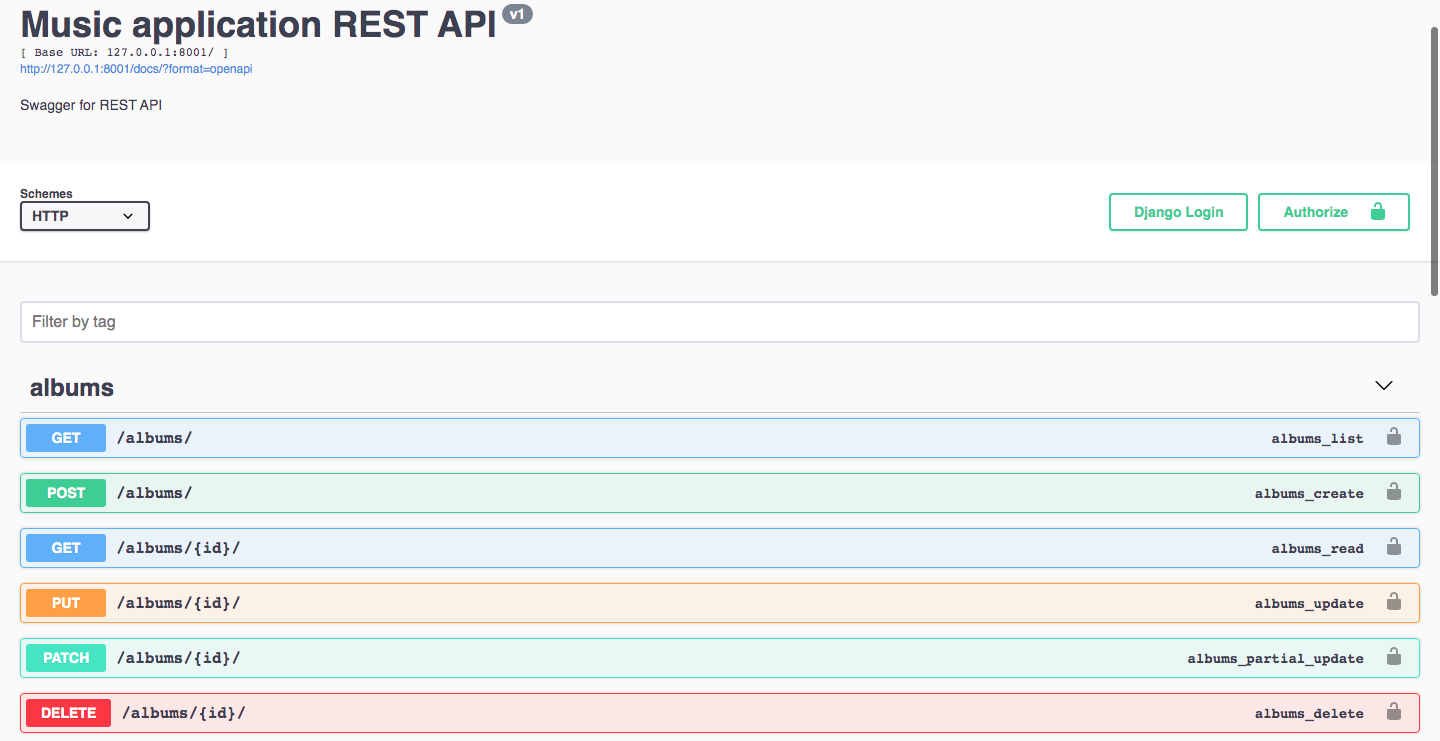 Music application REST API v1
[ Base URL: 127.0.0.1:8001/ ]
http://127.0.0.1:8001/docs/?format=openapi
Swagger for REST API
Schemes
HTTP
Django Login
Authorize
Filter by tag
albums
GET /albums/ albums_list
POST /albums/ albums_create
GET /albums/{id}/ albums_read
PUT /albums/{id}/ albums_update
PATCH /albums/{id}/ albums_partial_update
DELETE /albums/{id}/ albums_delete